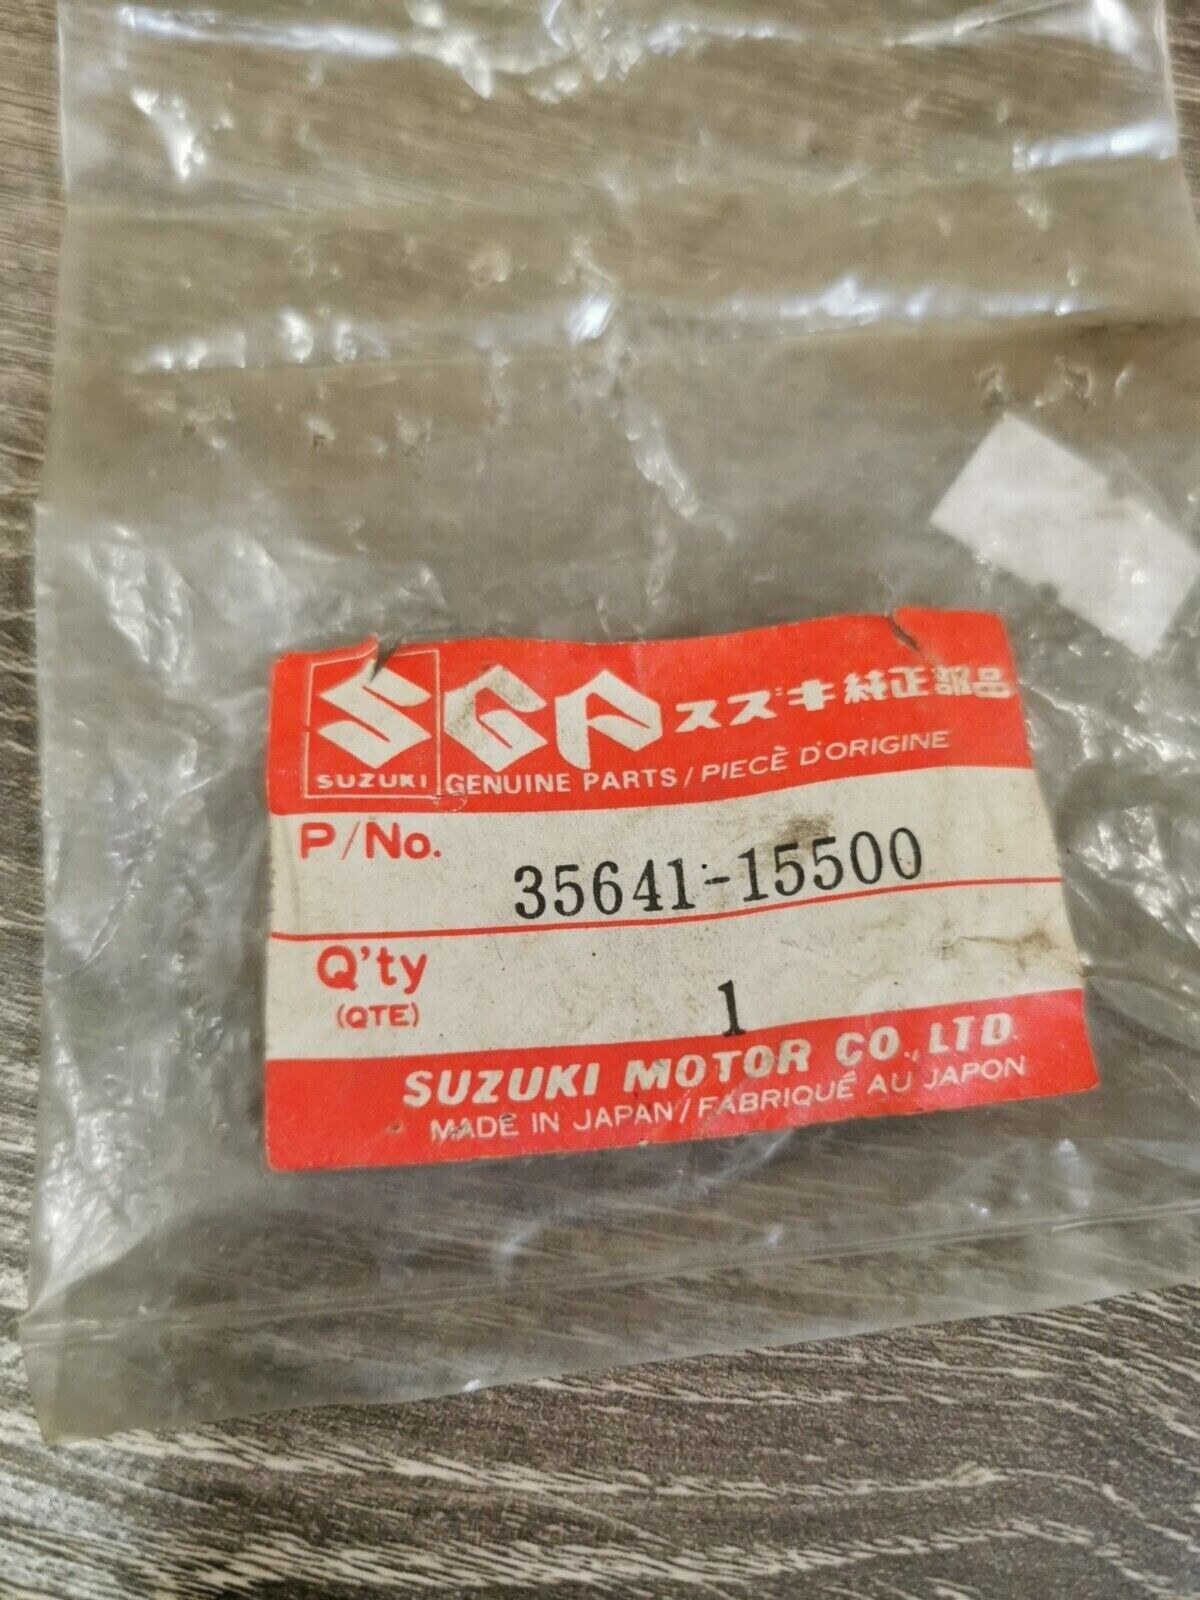 SUZUKI
SGP スズキ純正部品
GENUINE PARTS / PIECÈ D'ORIGINE
P/No.
35641-15500
Q'ty
(QTE)
1
SUZUKI MOTOR CO., LTD.
MADE IN JAPAN / FABRIQUÉ AU JAPON